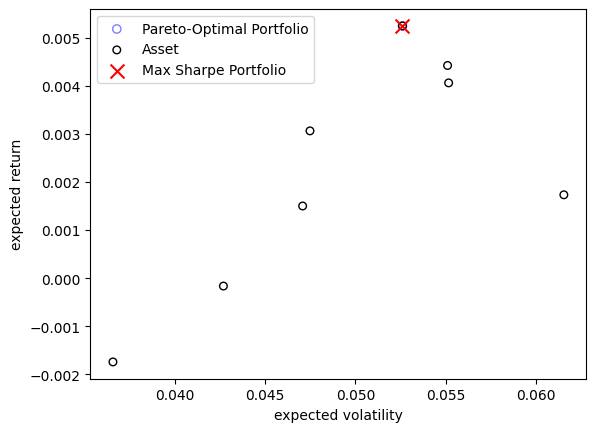 Pareto-Optimal Portfolio
Asset
Max Sharpe Portfolio
0.005
0.004
0.003
0.002
0.001
0.000
−0.001
−0.002
expected return
0.040
0.045
0.050
0.055
0.060
expected volatility